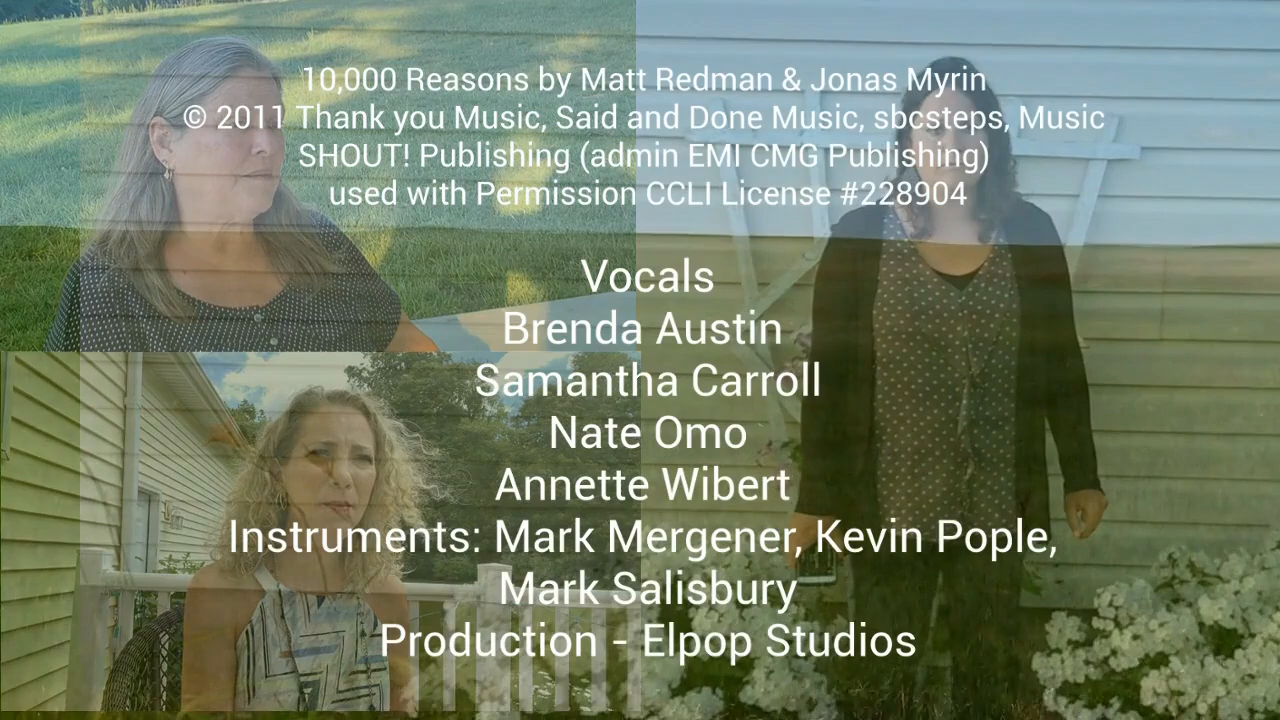 10,000 Reasons by Matt Redman & Jonas Myrin
© 2011 Thank you Music, Said and Done Music, sbcsteps, Music
SHOUT! Publishing (admin EMI CMG Publishing)
used with Permission CCLI License #228904
Vocals
Brenda Austin
Samantha Carroll
Nate Omo
Annette Wibert
Instruments: Mark Mergener, Kevin Pople,
Mark Salisbury
Production - Elpop Studios